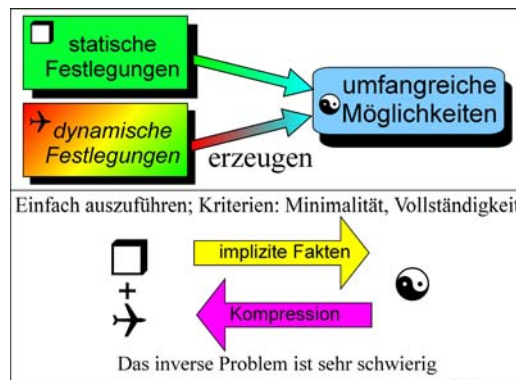 statische
Festlegungen
umfangreiche
Möglichkeiten
dynamische
Festlegungen
erzeugen
Einfach auszuführen; Kriterien: Minimalität, Vollständigkeit
implizite Fakten
+
Kompression
Das inverse Problem ist sehr schwierig